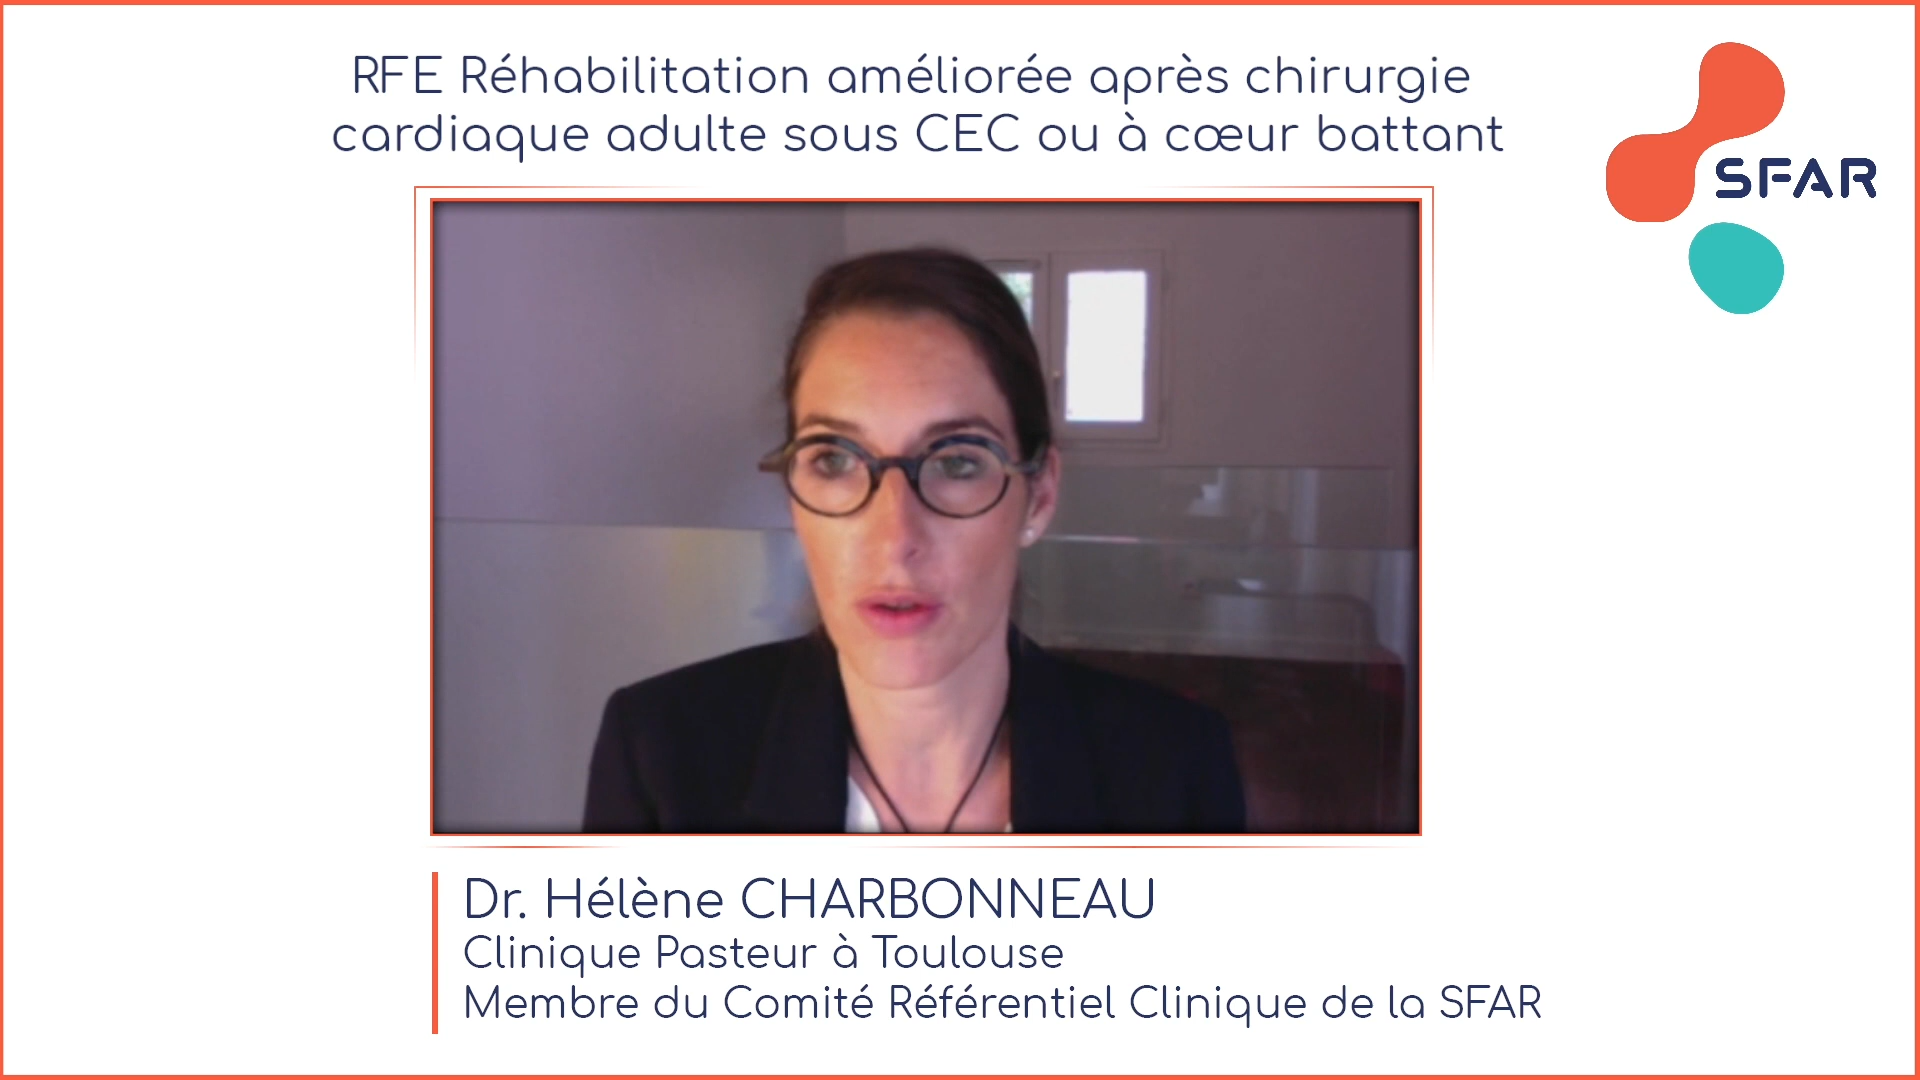 RFE Réhabilitation améliorée après chirurgie
cardiaque adulte sous CEC ou à cœur battant
SFAR
Dr. Hélène CHARBONNEAU
Clinique Pasteur à Toulouse
Membre du Comité Référentiel Clinique de la SFAR